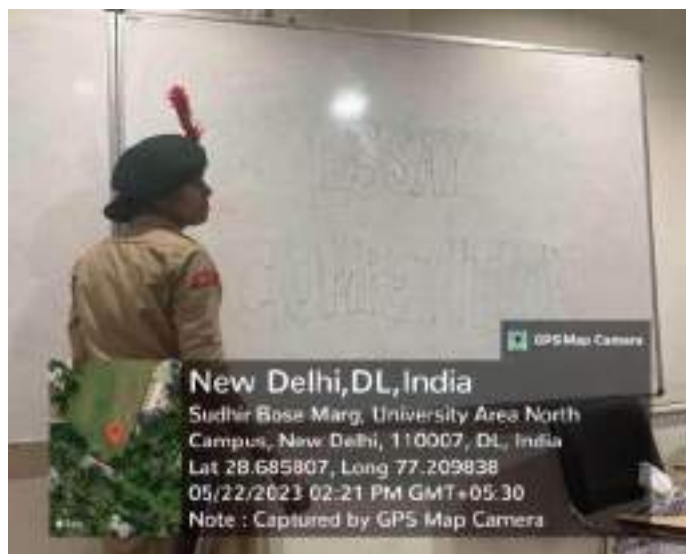 ESSAY
COMPETITION
GPS Map Camera
New Delhi,DL,India
Sudhir Bose Marg, University Area North
Campus, New Delhi, 110007, DL, India
Lat 28.685807, Long 77.209838
05/22/2023 02:21 PM GMT+05:30
Note : Captured by GPS Map Camera